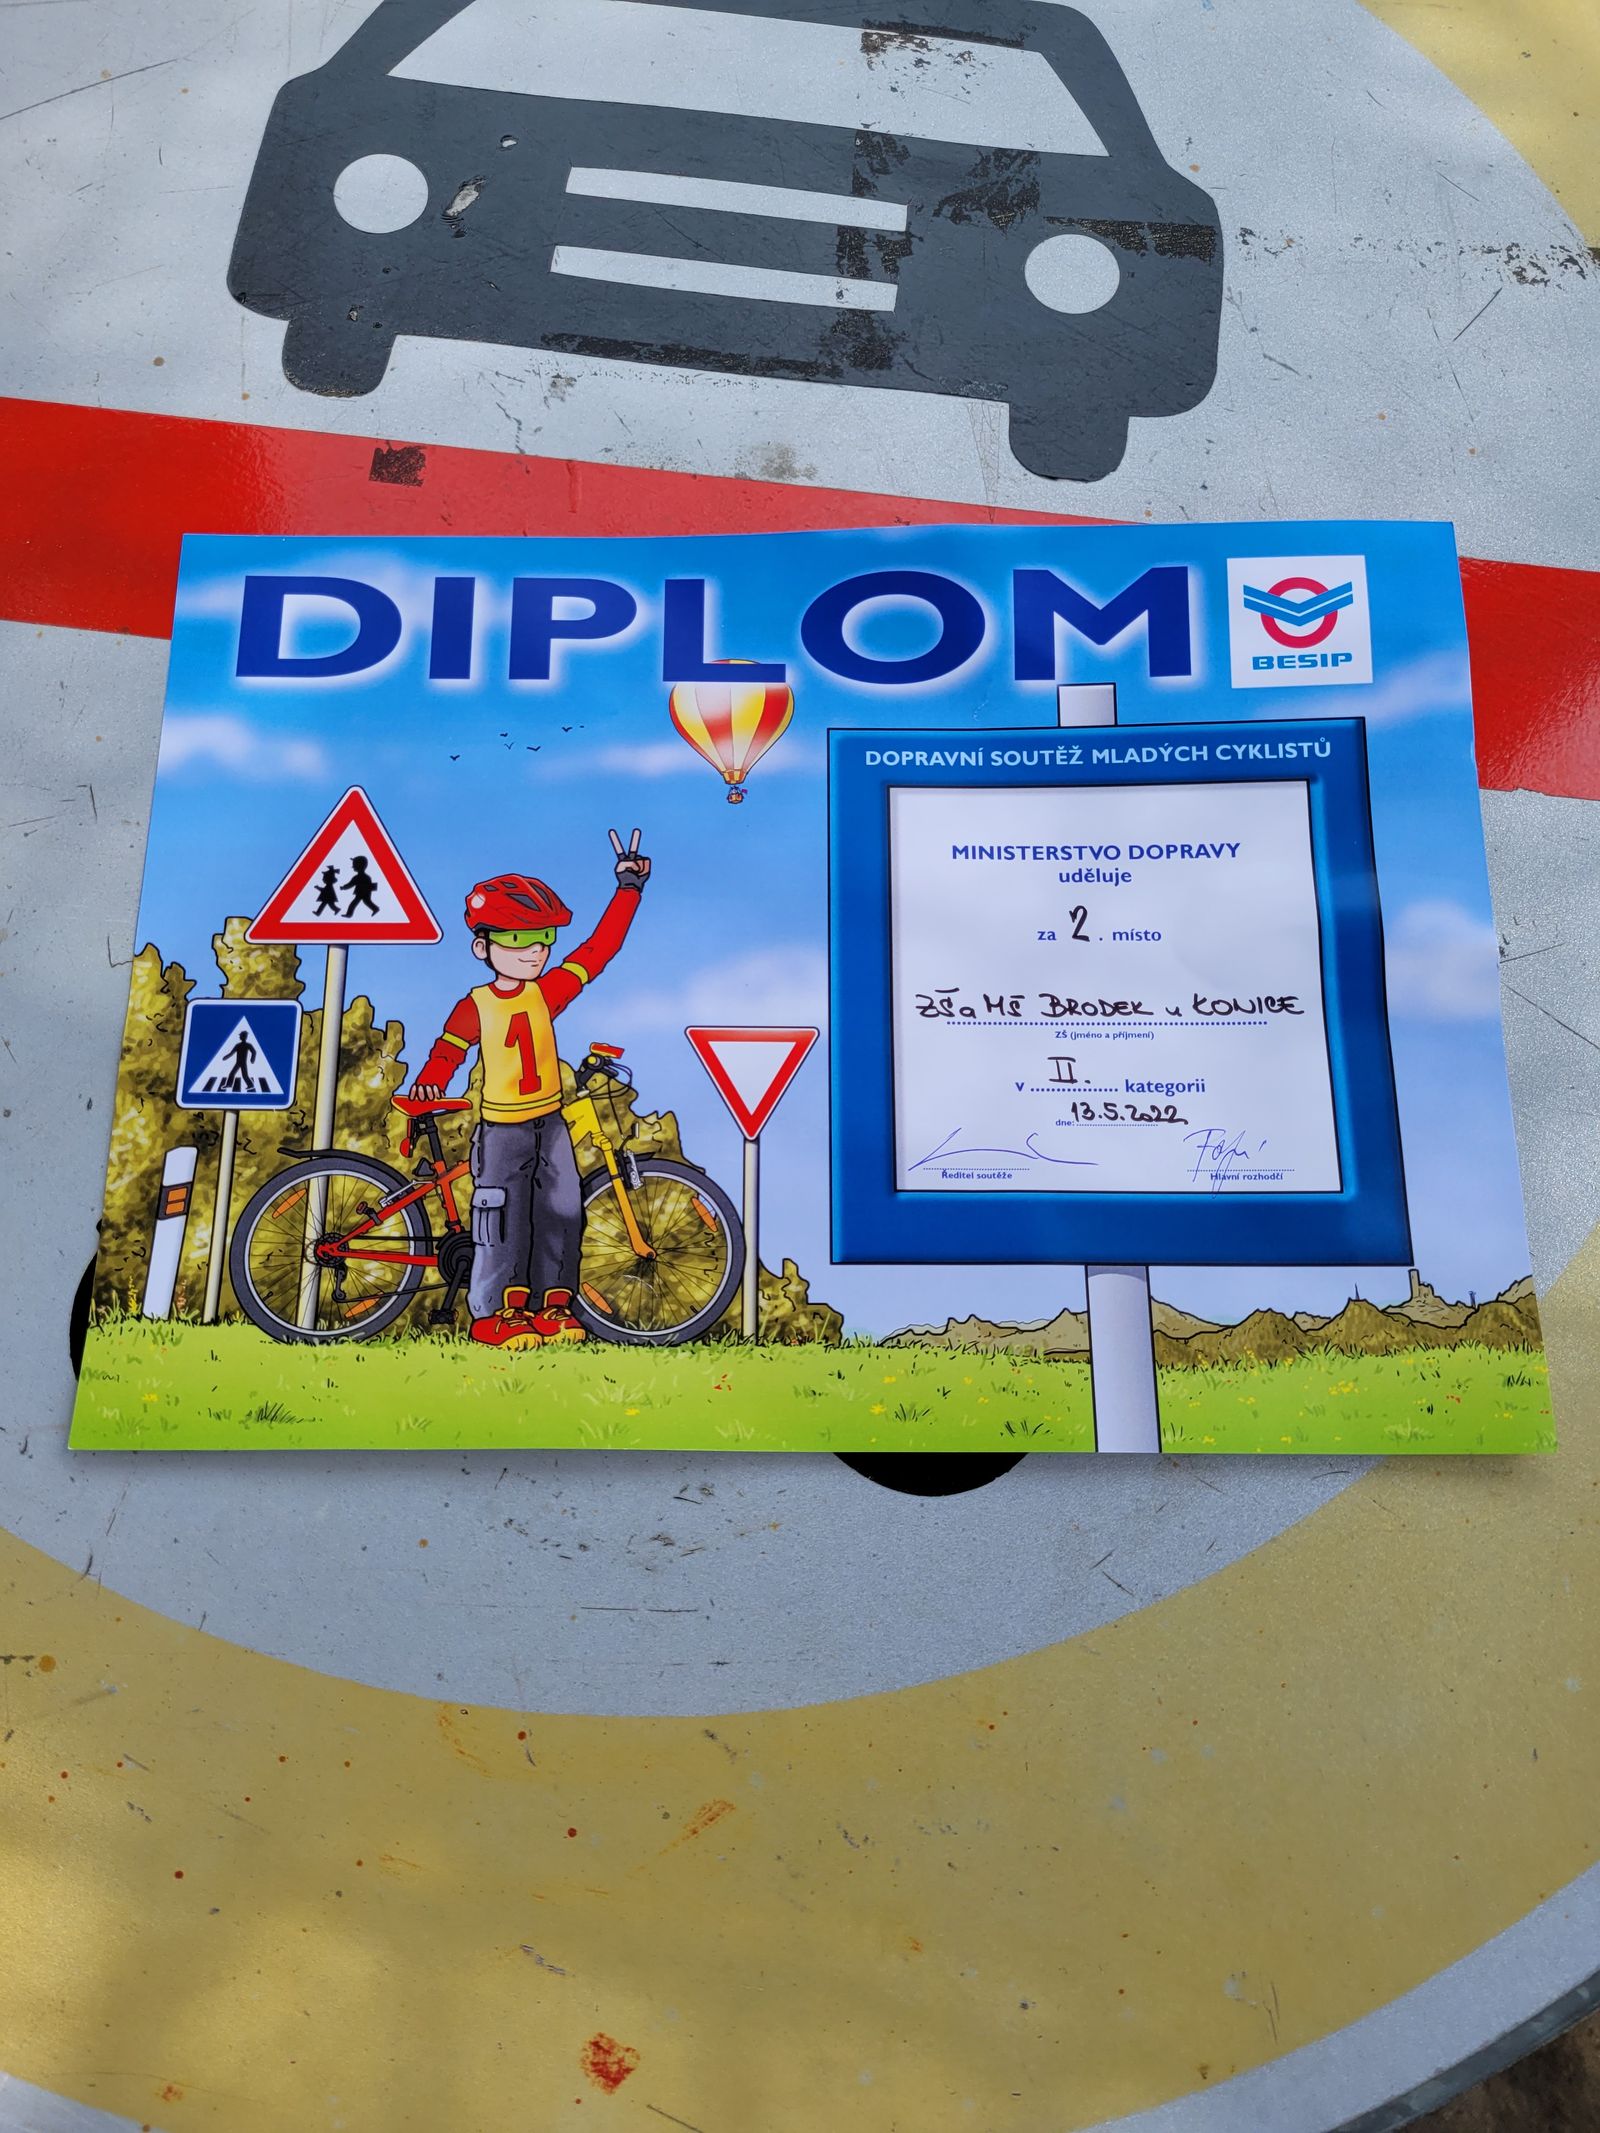 DIPLOM
BESIP
DOPRAVNÍ SOUTĚŽ MLADÝCH CYKLISTŮ
MINISTERSTVO DOPRAVY
uděluje
za 2. místo
ZŠ a MŠ BRODEK u KONICE
ZŠ (jméno a příjmení)
v II. kategorii
dne: 13.5.2022
Ředitel soutěže
Hlavní rozhodčí
1